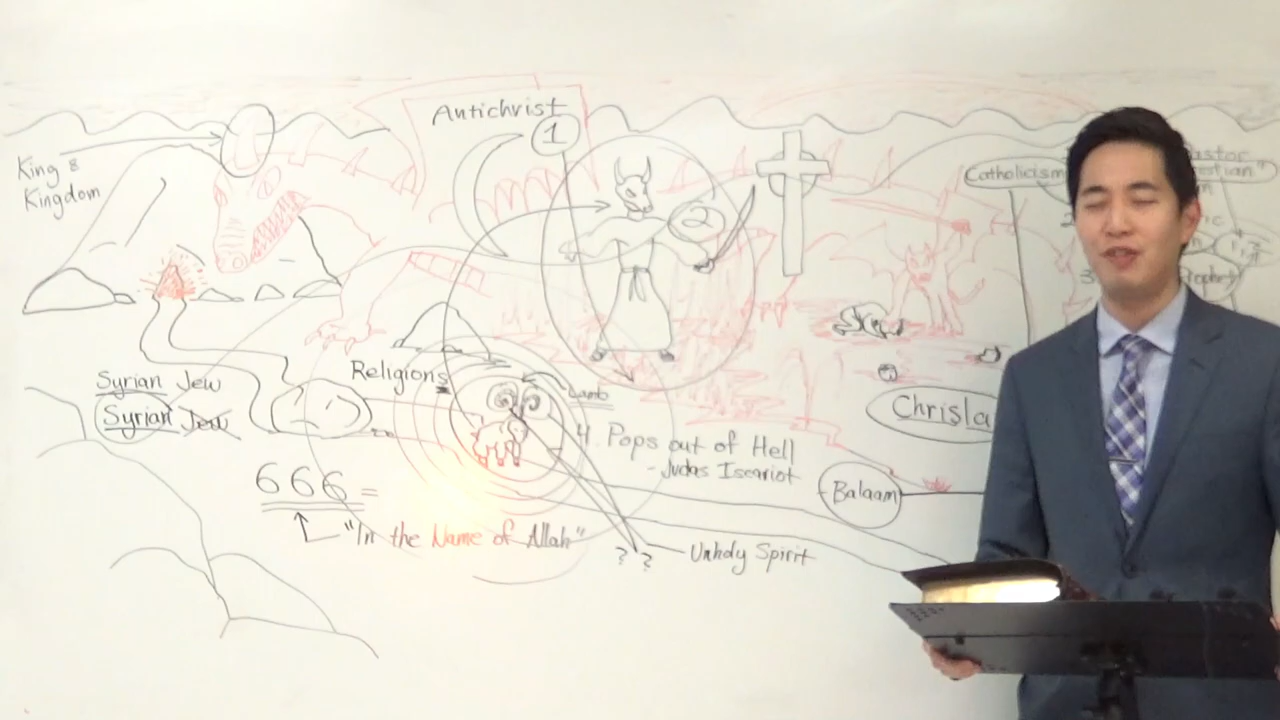 Antichrist
1
King &
Kingdom
2
Catholicism
Pastor
Religions
Lamb
Syrian Jew
Syrian Jew
Chrisla
4. Pops out of Hell
- Judas Iscariot
Balaam
666 =
"In the Name of Allah"
? ?
Unholy Spirit